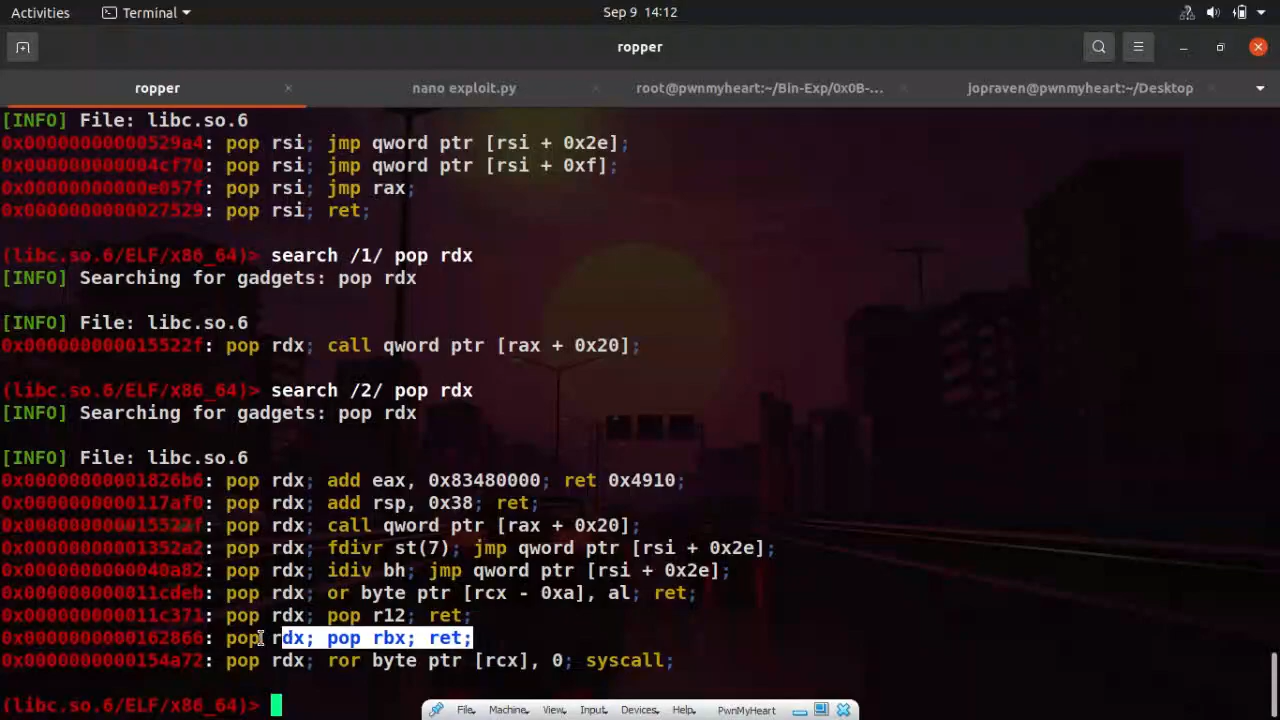 Activities Terminal Sep 9 14:12
ropper
ropper nano exploit.py root@pwnmyheart:~/Bin-Exp/0x0B-... jopraven@pwnmyheart:~/Desktop
[INFO] File: libc.so.6
0x00000000000529a4: pop rsi; jmp qword ptr [rsi + 0x2e];
0x000000000004cf70: pop rsi; jmp qword ptr [rsi + 0xf];
0x00000000000e057f: pop rsi; jmp rax;
0x0000000000027529: pop rsi; ret;
(libc.so.6/ELF/x86_64)> search /1/ pop rdx
[INFO] Searching for gadgets: pop rdx
[INFO] File: libc.so.6
0x000000000015522f: pop rdx; call qword ptr [rax + 0x20];
(libc.so.6/ELF/x86_64)> search /2/ pop rdx
[INFO] Searching for gadgets: pop rdx
[INFO] File: libc.so.6
0x00000000001826b6: pop rdx; add eax, 0x83480000; ret 0x4910;
0x0000000000117af0: pop rdx; add rsp, 0x38; ret;
0x000000000015522f: pop rdx; call qword ptr [rax + 0x20];
0x00000000001352a2: pop rdx; fdivr st(7); jmp qword ptr [rsi + 0x2e];
0x0000000000040a82: pop rdx; idiv bh; jmp qword ptr [rsi + 0x2e];
0x000000000011cdeb: pop rdx; or byte ptr [rcx - 0xa], al; ret;
0x000000000011c371: pop rdx; pop r12; ret;
0x0000000000162866: pop rdx; pop rbx; ret;
0x0000000000154a72: pop rdx; ror byte ptr [rcx], 0; syscall;
(libc.so.6/ELF/x86_64)>
File Machine View Input Devices Help PwnMyHeart